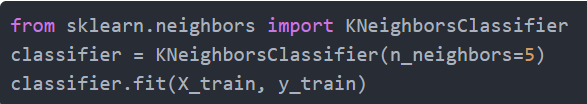 from sklearn.neighbors import KNeighborsClassifier
classifier = KNeighborsClassifier(n_neighbors=5)
classifier.fit(X_train, y_train)